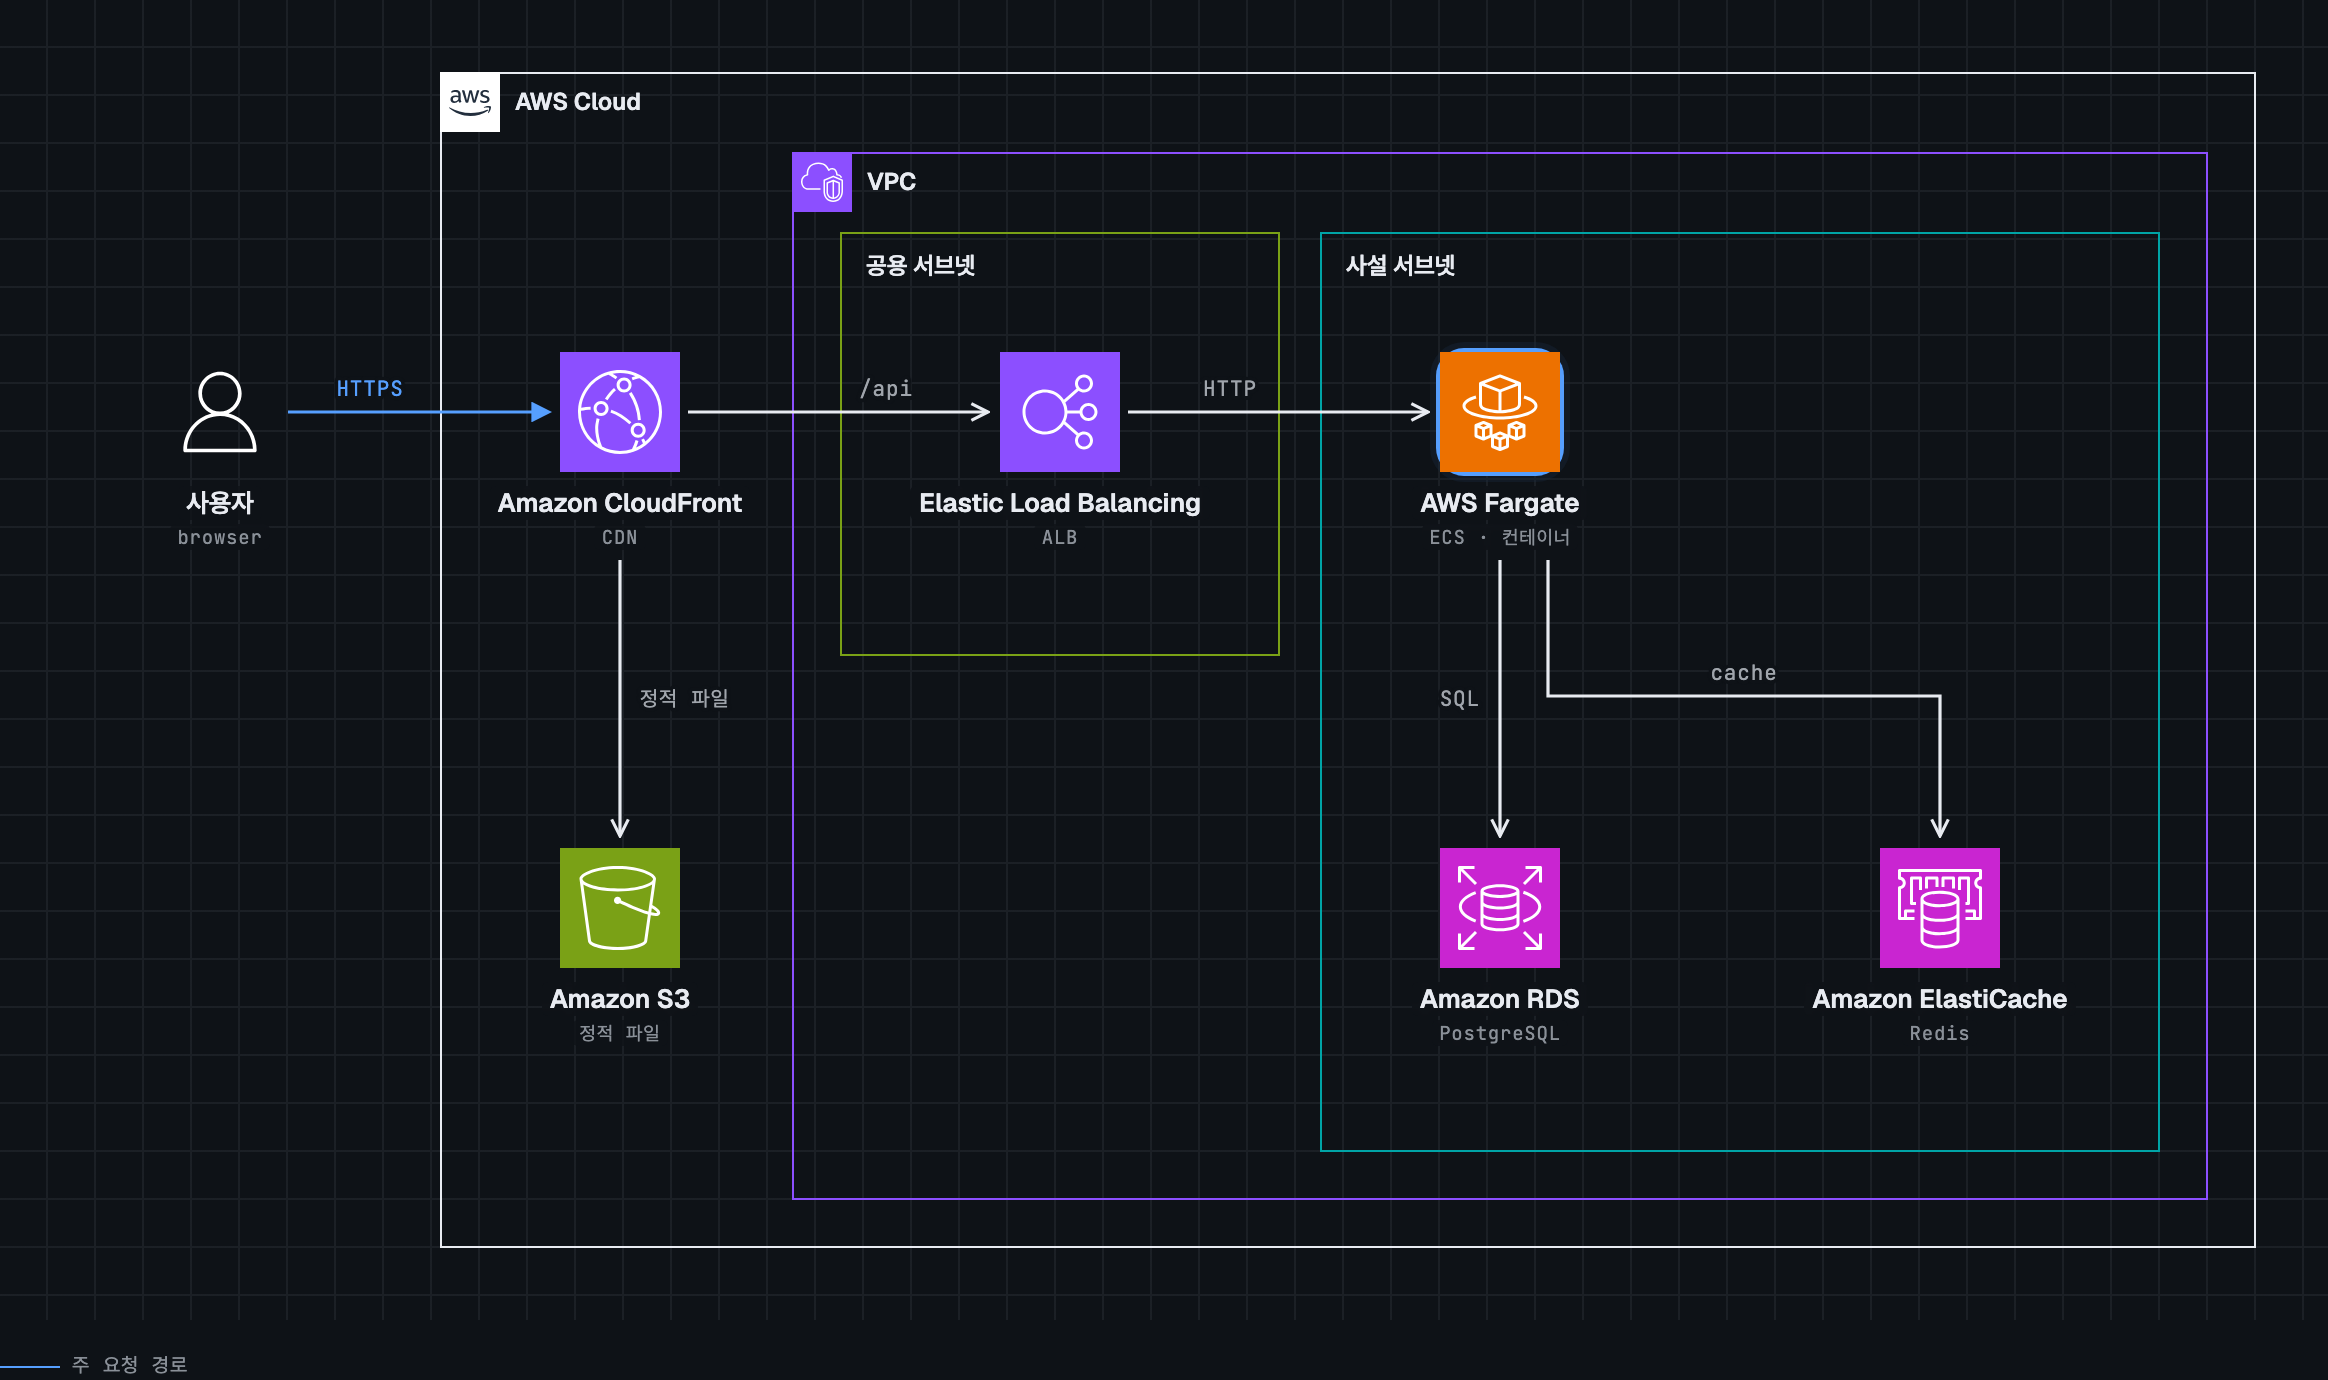 aws
AWS Cloud
VPC
공용 서브넷
사설 서브넷
HTTPS
/api
HTTP
사용자
browser
Amazon CloudFront
CDN
Elastic Load Balancing
ALB
AWS Fargate
ECS · 컨테이너
정적 파일
SQL
cache
Amazon S3
정적 파일
Amazon RDS
PostgreSQL
Amazon ElastiCache
Redis
주 요청 경로